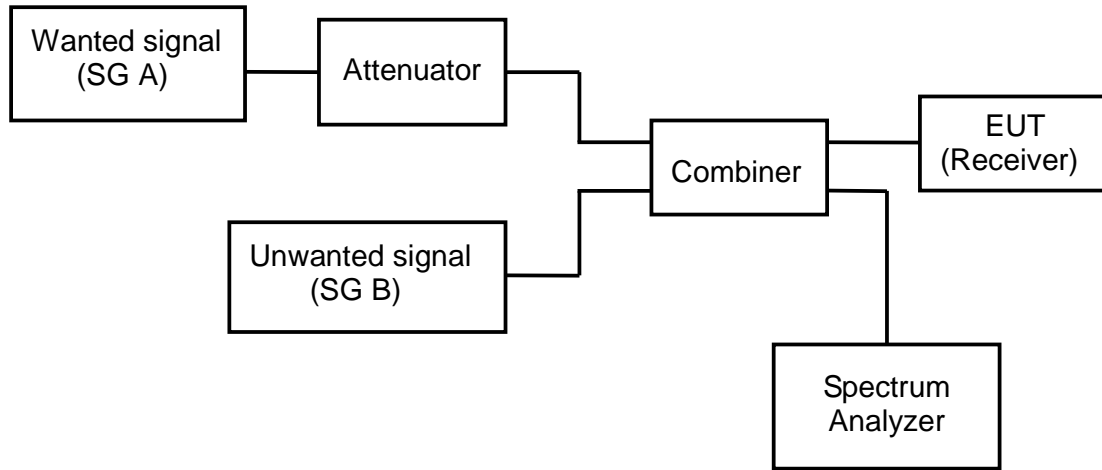 Wanted signal
(SG A)
Attenuator
Combiner
EUT
(Receiver)
Unwanted signal
(SG B)
Spectrum
Analyzer